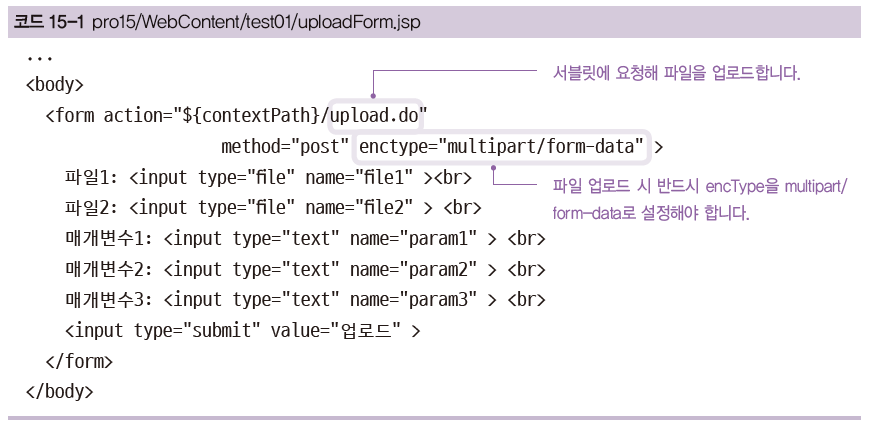 코드 15-1 pro15/WebContent/test01/uploadForm.jsp
...
<body>
서블릿에 요청해 파일을 업로드합니다.
<form action="${contextPath}/upload.do"
method="post" enctype="multipart/form-data" >
파일1: <input type="file" name="file1" ><br>
파일 업로드 시 반드시 encType을 multipart/
파일2: <input type="file" name="file2" > <br>
form-data로 설정해야 합니다.
매개변수1: <input type="text" name="param1" > <br>
매개변수2: <input type="text" name="param2" > <br>
매개변수3: <input type="text" name="param3" > <br>
<input type="submit" value="업로드" >
</form>
</body>